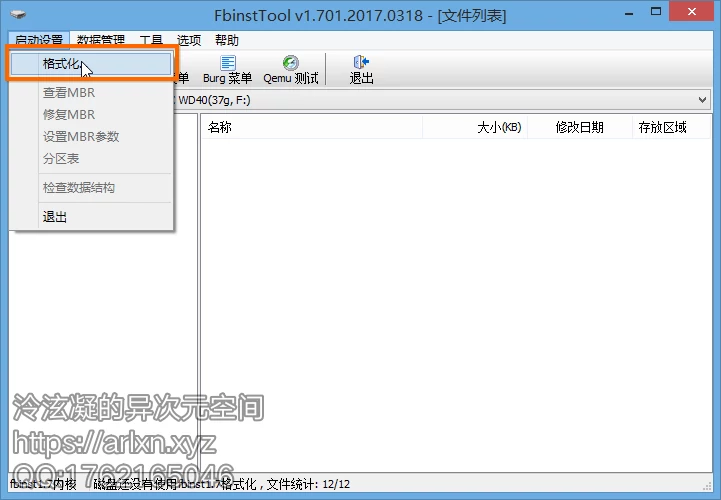 FbinstTool v1.701.2017.0318 - [文件列表]
启动设置 数据管理 工具 选项 帮助
格式化 菜单 Burg 菜单 Qemu 测试 退出
查看MBR WD40(37g, F:)
修复MBR 名称 大小(KB) 修改日期 存放区域
设置MBR参数
分区表
检查数据结构
退出
泠泫凝的异次元空间
https://arlxn.xyz
QQ:1762165046
fbinst1.7内核 磁盘还没有使用fbinst1.7格式化 , 文件统计: 12/12